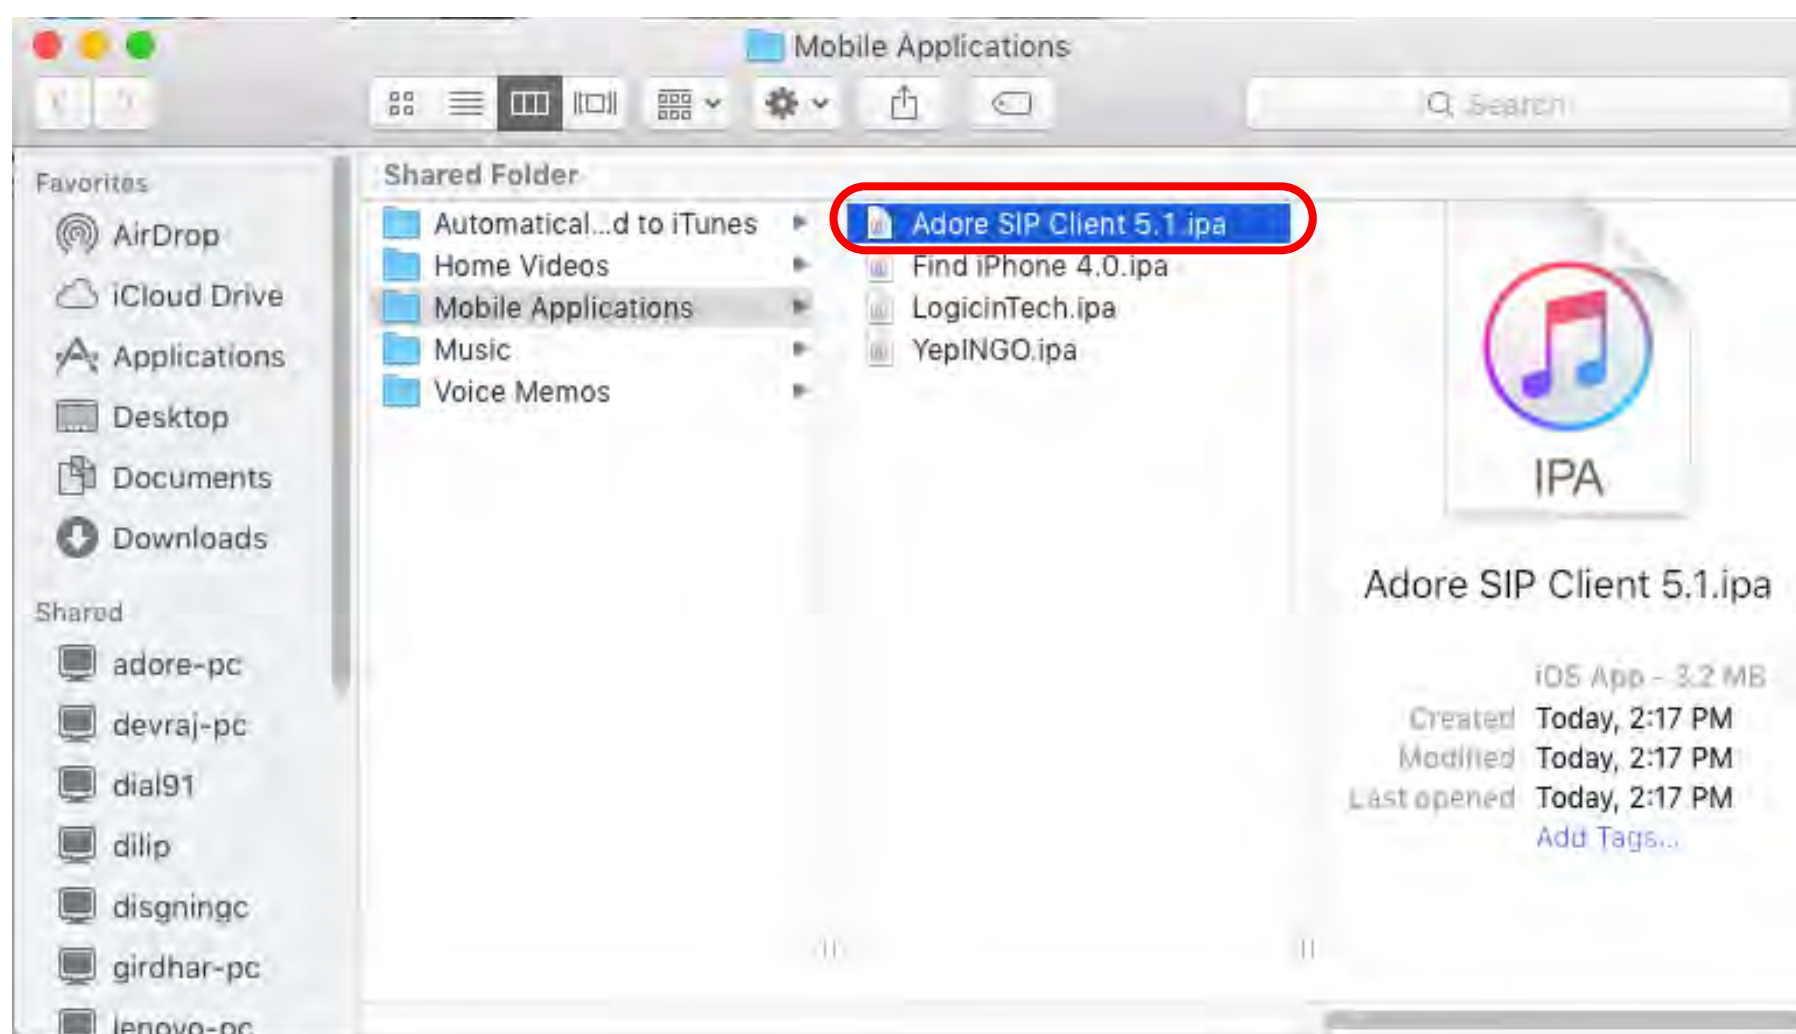 Mobile Applications
Search
Favorites
AirDrop
iCloud Drive
Applications
Desktop
Documents
Downloads
Shared
adore-pc
devraj-pc
dial91
dilip
disgningc
girdhar-pc
lenovo-pc
Shared Folder
Automatical...d to iTunes
Home Videos
Mobile Applications
Music
Voice Memos
Adore SIP Client 5.1.ipa
Find iPhone 4.0.ipa
LogicinTech.ipa
YepINGO.ipa
IPA
Adore SIP Client 5.1.ipa
iOS App - 3.2 MB
Created Today, 2:17 PM
Modified Today, 2:17 PM
Last opened Today, 2:17 PM
Add Tags...